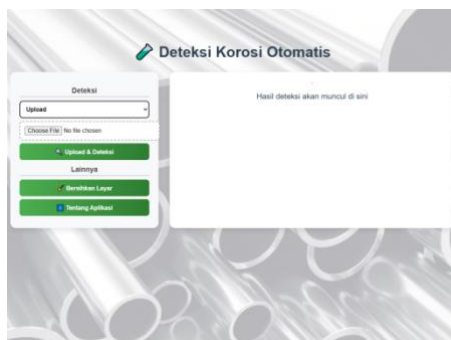 Deteksi Korosi Otomatis
Deteksi
Upload
Choose File No file chosen
Upload & Deteksi
Lainnya
Bersihkan Layar
Tentang Aplikasi
Hasil deteksi akan muncul di sini